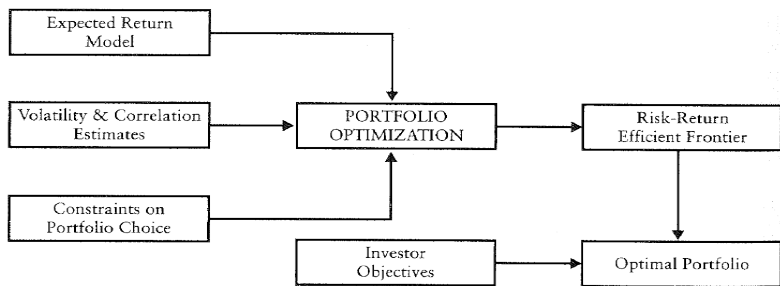 Expected Return
Model
Volatility & Correlation
Estimates
PORTFOLIO
OPTIMIZATION
Risk-Return
Efficient Frontier
Constraints on
Portfolio Choice
Investor
Objectives
Optimal Portfolio